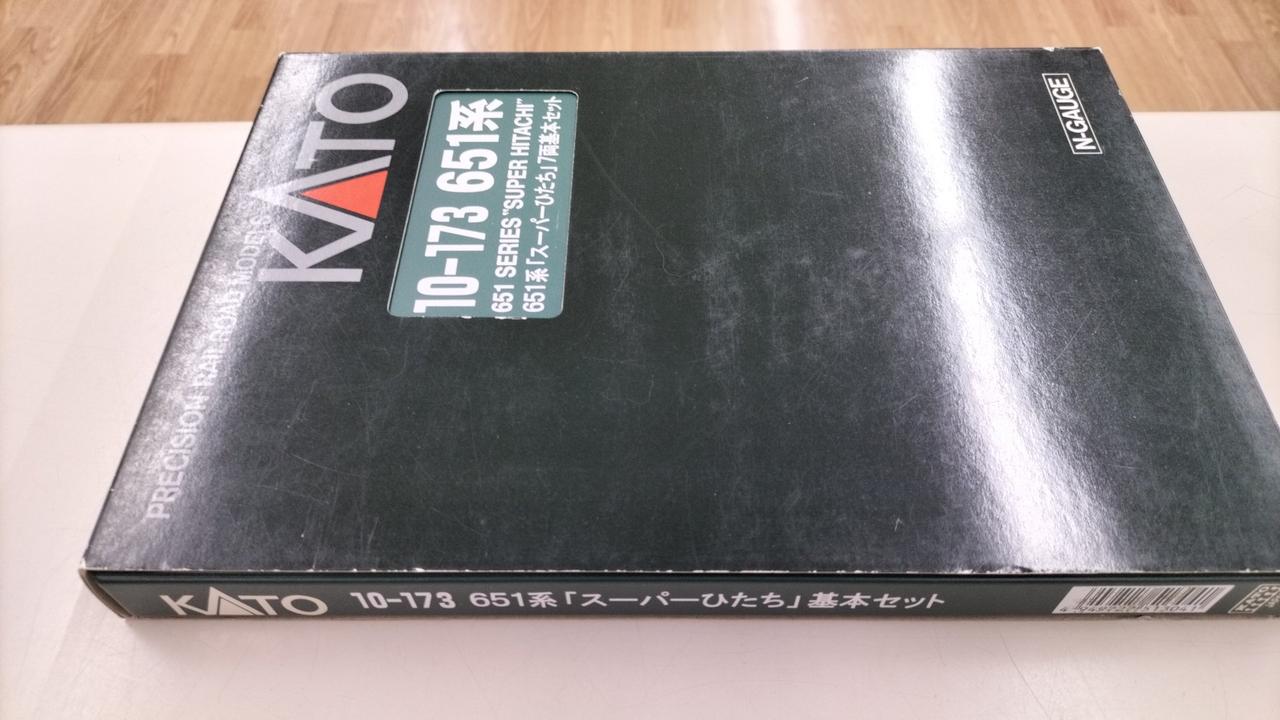 KATO
PRECISION RAILROAD MODELS
10-173 651系
651 SERIES "SUPER HITACHI"
651系「スーパーひたち」7両基本セット
N-GAUGE
KATO 10-173 651系「スーパーひたち」基本セット